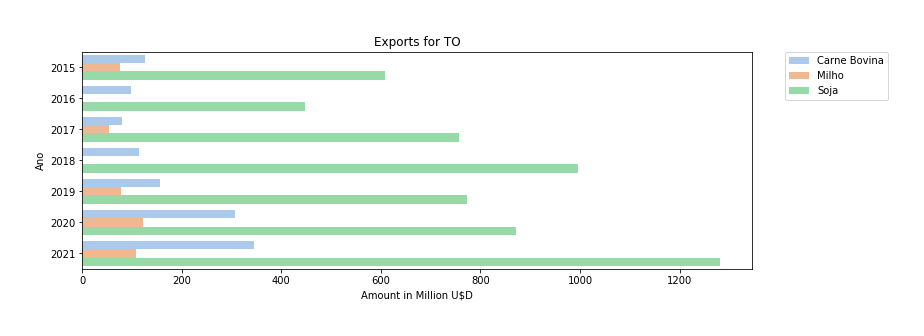 Exports for TO
Carne Bovina
Milho
Soja
Ano
2015
2016
2017
2018
2019
2020
2021
0 200 400 600 800 1000 1200
Amount in Million U$D